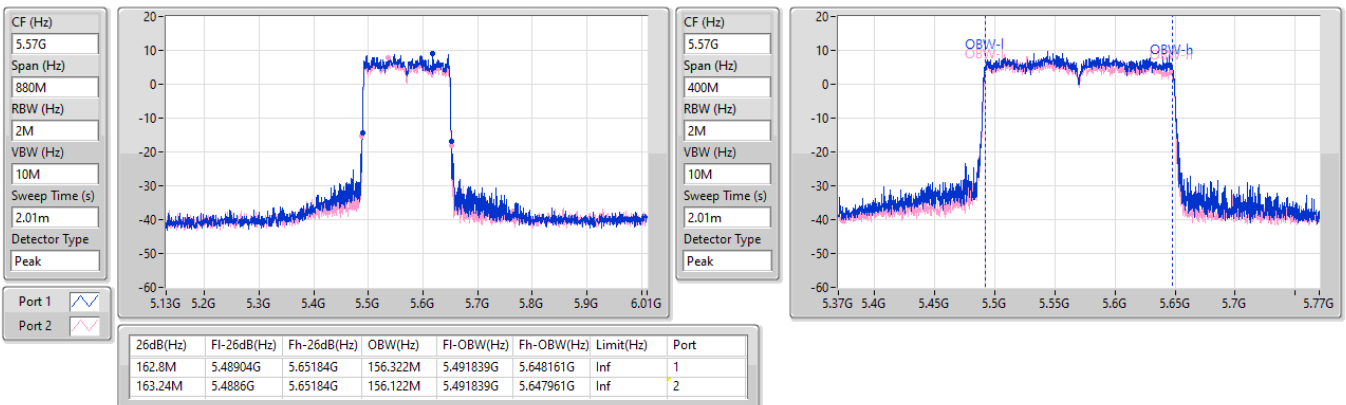 CF (Hz)
5.57G
Span (Hz)
880M
RBW (Hz)
2M
VBW (Hz)
10M
Sweep Time (s)
2.01m
Detector Type
Peak
Port 1
Port 2
20
10
0
-10
-20
-30
-40
-50
-60
5.13G 5.2G 5.3G 5.4G 5.5G 5.6G 5.7G 5.8G 5.9G 6.01G
CF (Hz)
5.57G
Span (Hz)
400M
RBW (Hz)
2M
VBW (Hz)
10M
Sweep Time (s)
2.01m
Detector Type
Peak
20
10
0
-10
-20
-30
-40
-50
-60
OBW-l
OBW-h
5.37G 5.4G 5.45G 5.5G 5.55G 5.6G 5.65G 5.7G 5.77G
26dB(Hz) Fl-26dB(Hz) Fh-26dB(Hz) OBW(Hz) Fl-OBW(Hz) Fh-OBW(Hz) Limit(Hz) Port
162.8M 5.48904G 5.65184G 156.322M 5.491839G 5.648161G Inf 1
163.24M 5.4886G 5.65184G 156.122M 5.491839G 5.647961G Inf 2